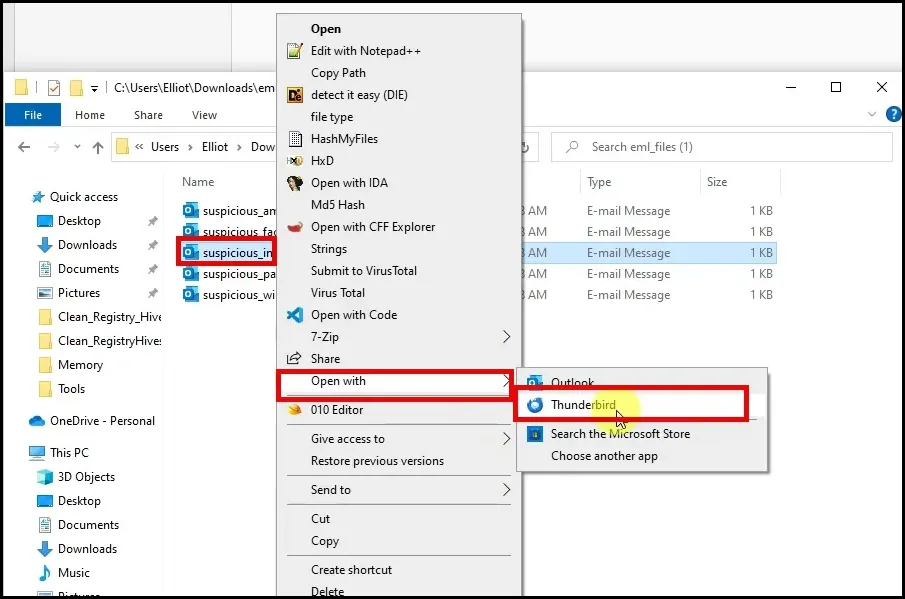 C:\Users\Elliot\Downloads\em
File
Home
Share
View
Users
Elliot
Dow
Search eml_files (1)
Quick access
Desktop
Downloads
Documents
Pictures
Clean_Registry_Hive
Clean_RegistryHives
Memory
Tools
OneDrive - Personal
This PC
3D Objects
Desktop
Documents
Downloads
Music
Pictures
Name
Type
Size
suspicious_am
AM
E-mail Message
1 KB
suspicious_fac
AM
E-mail Message
1 KB
suspicious_in
AM
E-mail Message
1 KB
suspicious_pa
AM
E-mail Message
1 KB
suspicious_wi
AM
E-mail Message
1 KB
Open
Edit with Notepad++
Copy Path
detect it easy (DIE)
file type
HashMyFiles
HxD
Open with IDA
Md5 Hash
Open with CFF Explorer
Strings
Submit to VirusTotal
Virus Total
Open with Code
7-Zip
Share
Open with
010 Editor
Give access to
Restore previous versions
Send to
Cut
Copy
Create shortcut
Delete
Outlook
Thunderbird
Search the Microsoft Store
Choose another app